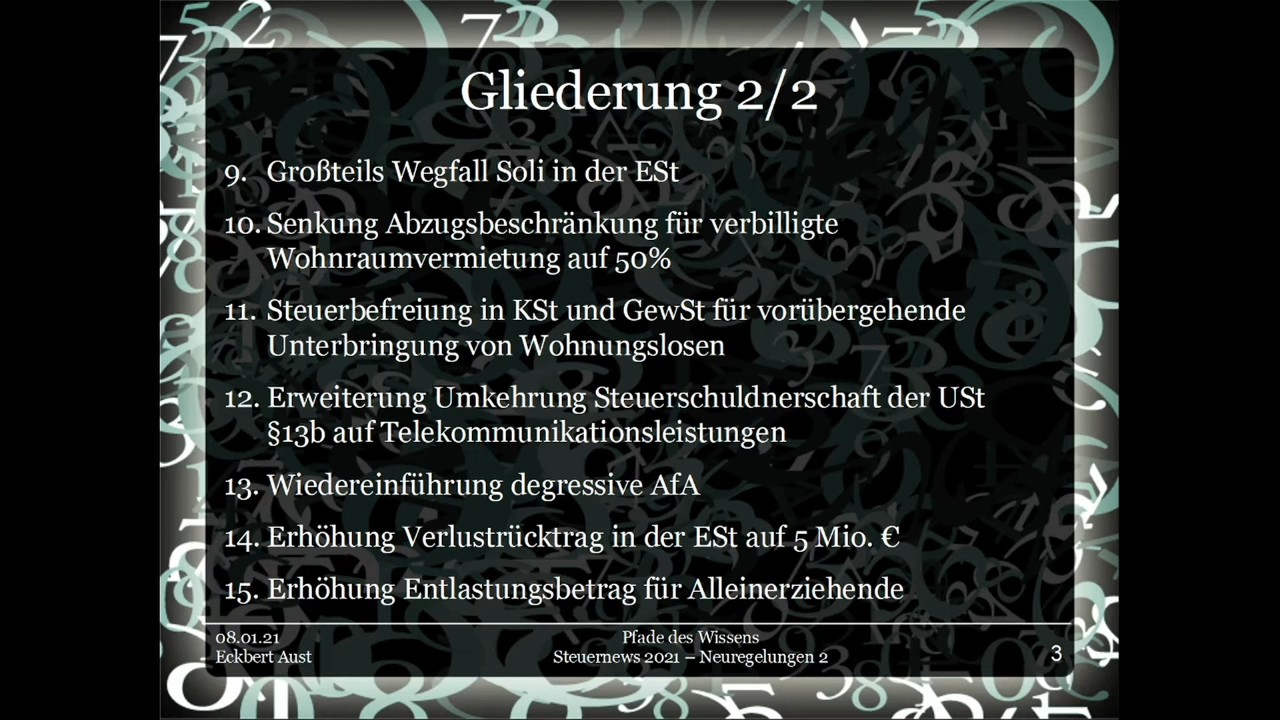 Gliederung 2/2
9. Großteils Wegfall Soli in der ESt
10. Senkung Abzugsbeschränkung für verbilligte
Wohnraumvermietung auf 50%
11. Steuerbefreiung in KSt und GewSt für vorübergehende
Unterbringung von Wohnungslosen
12. Erweiterung Umkehrung Steuerschuldnerschaft der USt
§13b auf Telekommunikationsleistungen
13. Wiedereinführung degressive AfA
14. Erhöhung Verlustrücktrag in der ESt auf 5 Mio. €
15. Erhöhung Entlastungsbetrag für Alleinerziehende
08.01.21
Eckbert Aust
Pfade des Wissens
Steuernews 2021 – Neuregelungen 2
3